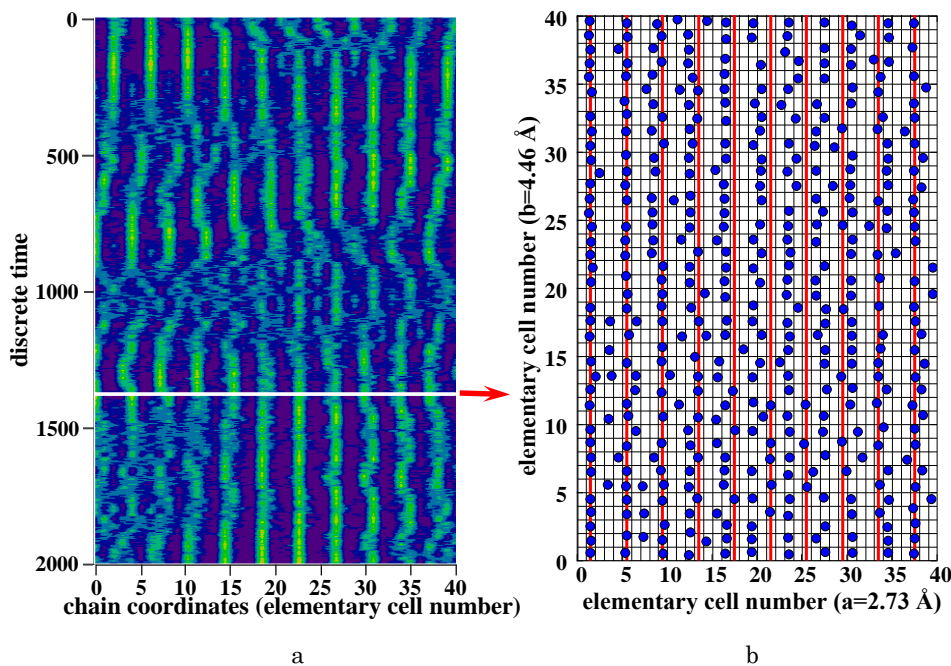 0
500
1000
1500
2000
discrete time
0 5 10 15 20 25 30 35 40
chain coordinates (elementary cell number)
a
40
35
30
25
20
15
10
5
0
elementary cell number (b=4.46 Å)
0 5 10 15 20 25 30 35 40
elementary cell number (a=2.73 Å)
b